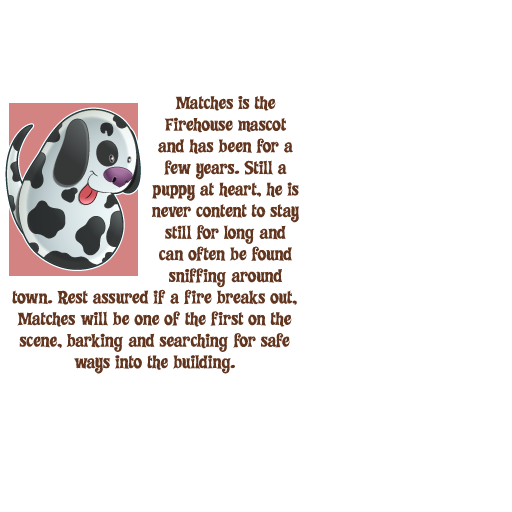 Matches is the
Firehouse mascot
and has been for a
few years. Still a
puppy at heart, he is
never content to stay
still for long and
can often be found
sniffing around
town. Rest assured if a fire breaks out,
Matches will be one of the first on the
scene, barking and searching for safe
ways into the building.